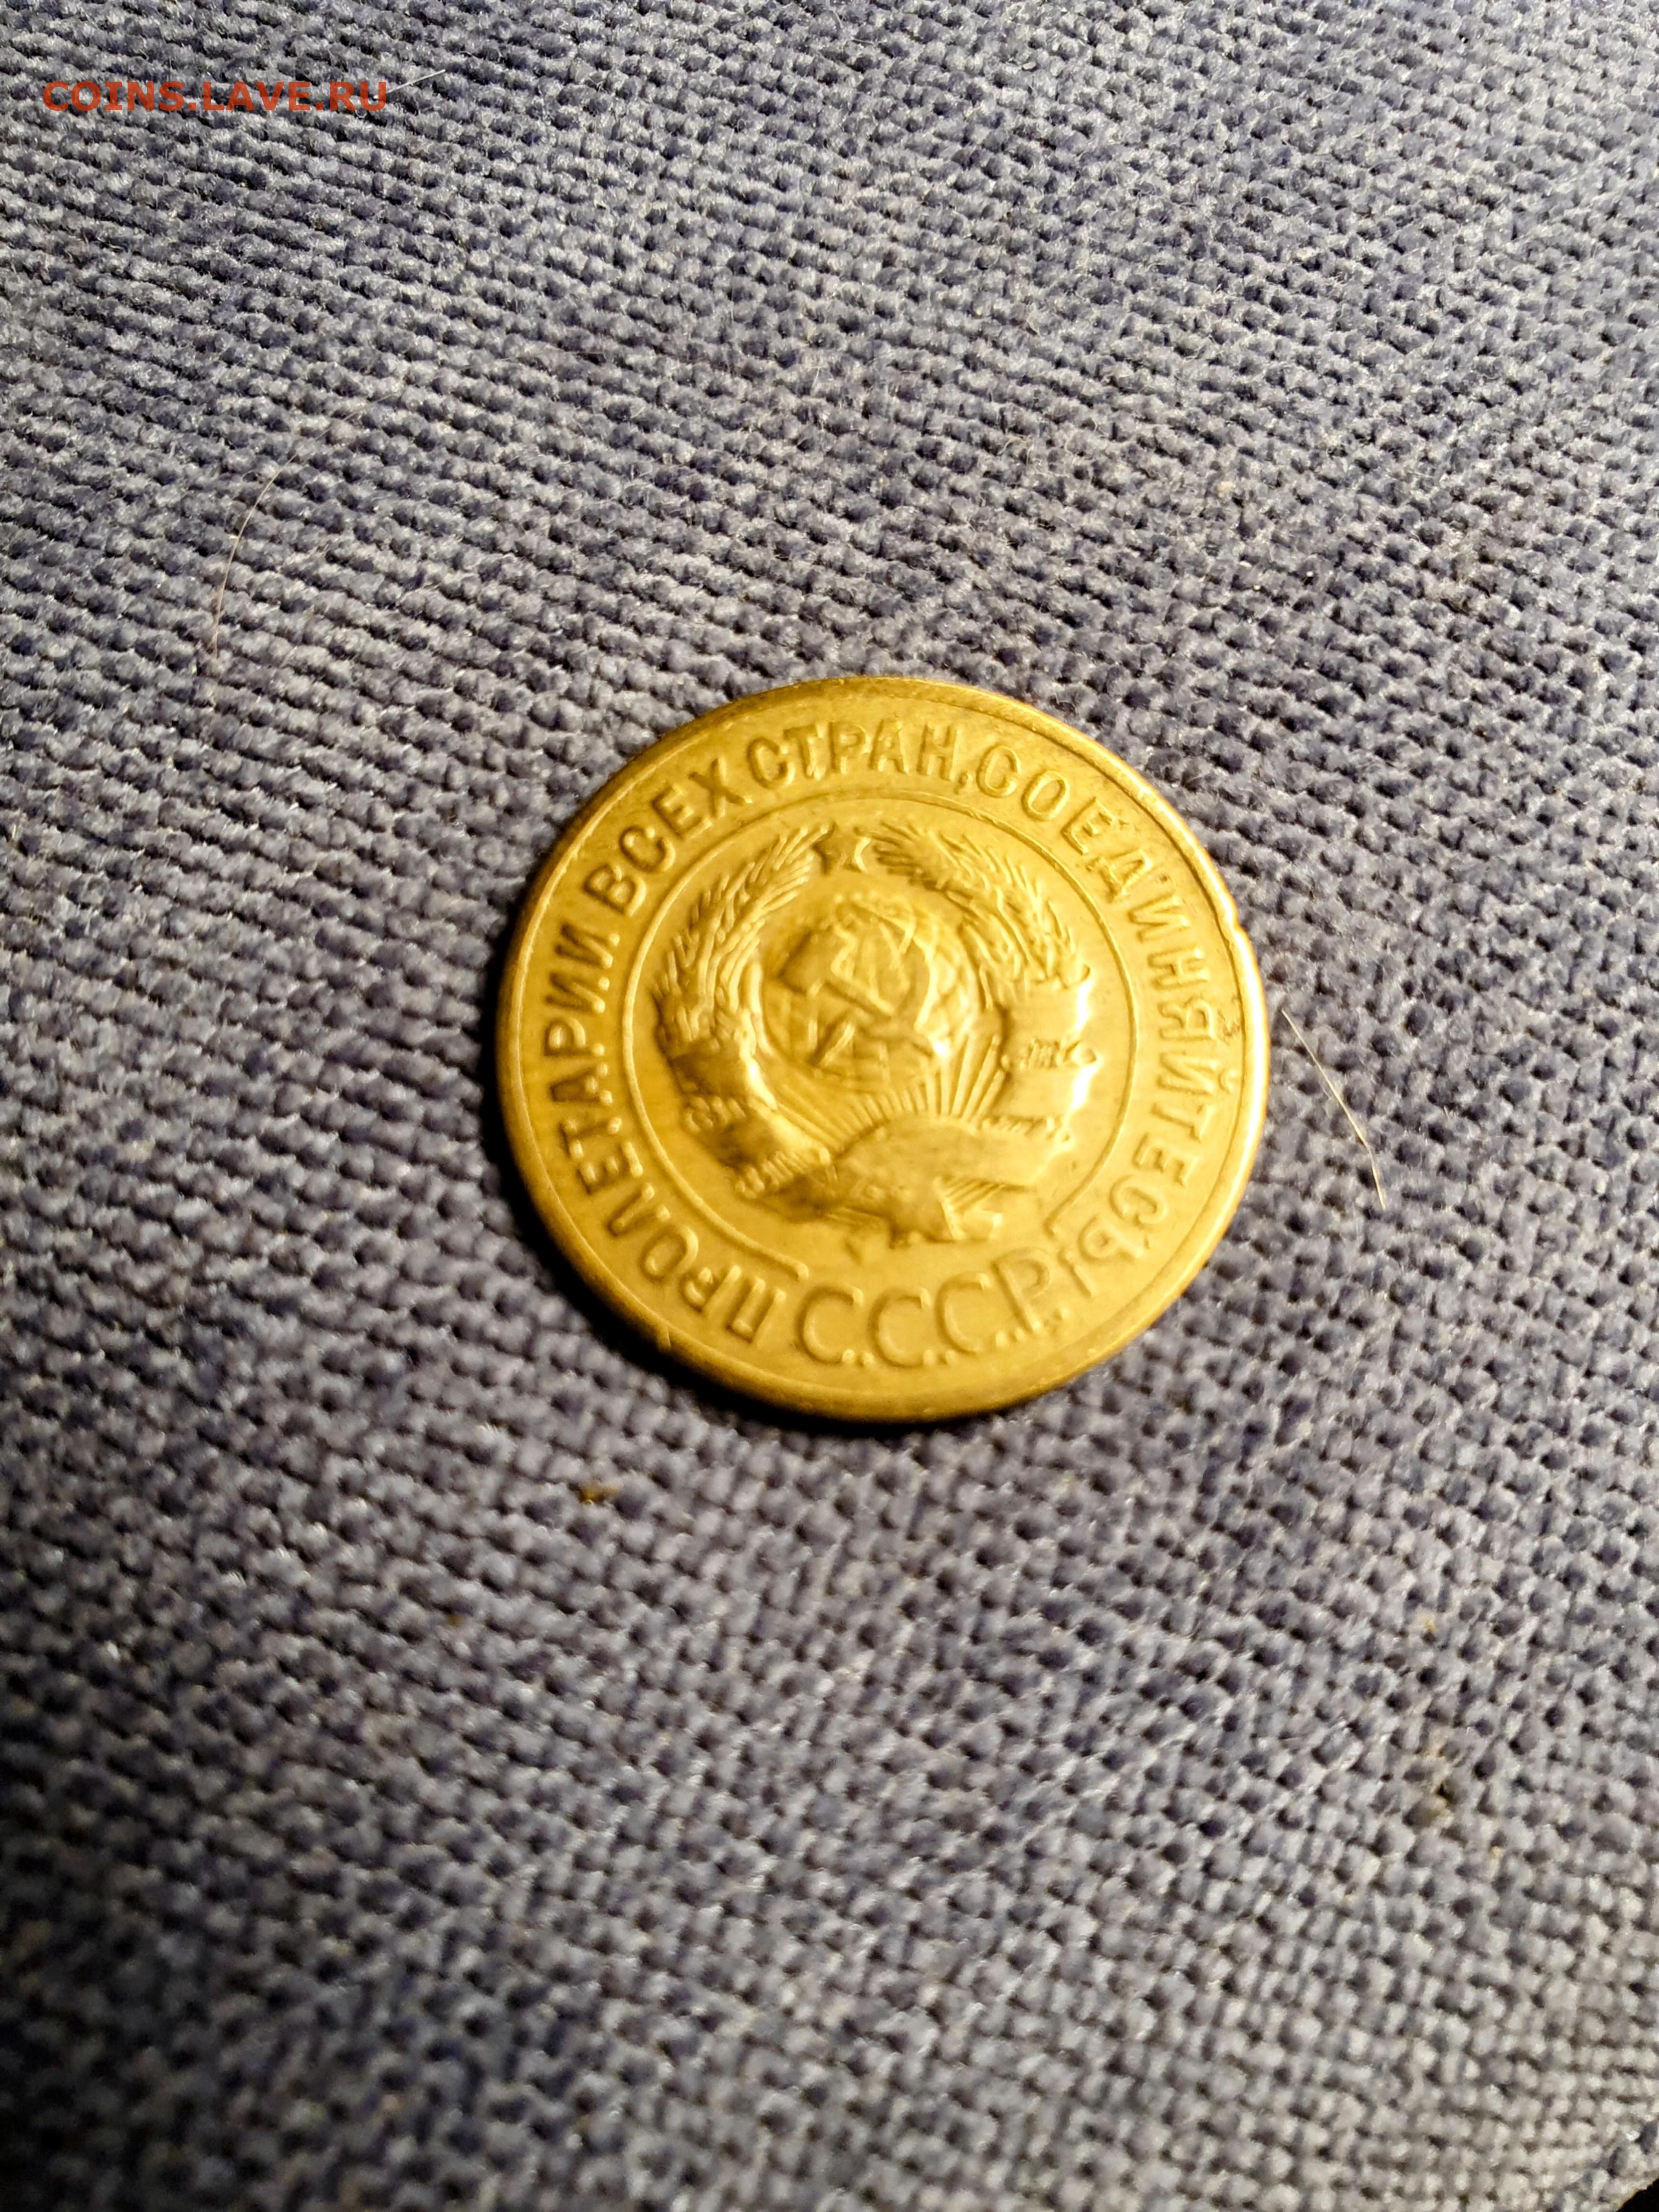 COINS.LAVE.RU
ПРОЛЕТАРИИ ВСЕХ СТРАН, СОЕДИНЯЙТЕСЬ!
С.С.С.Р.